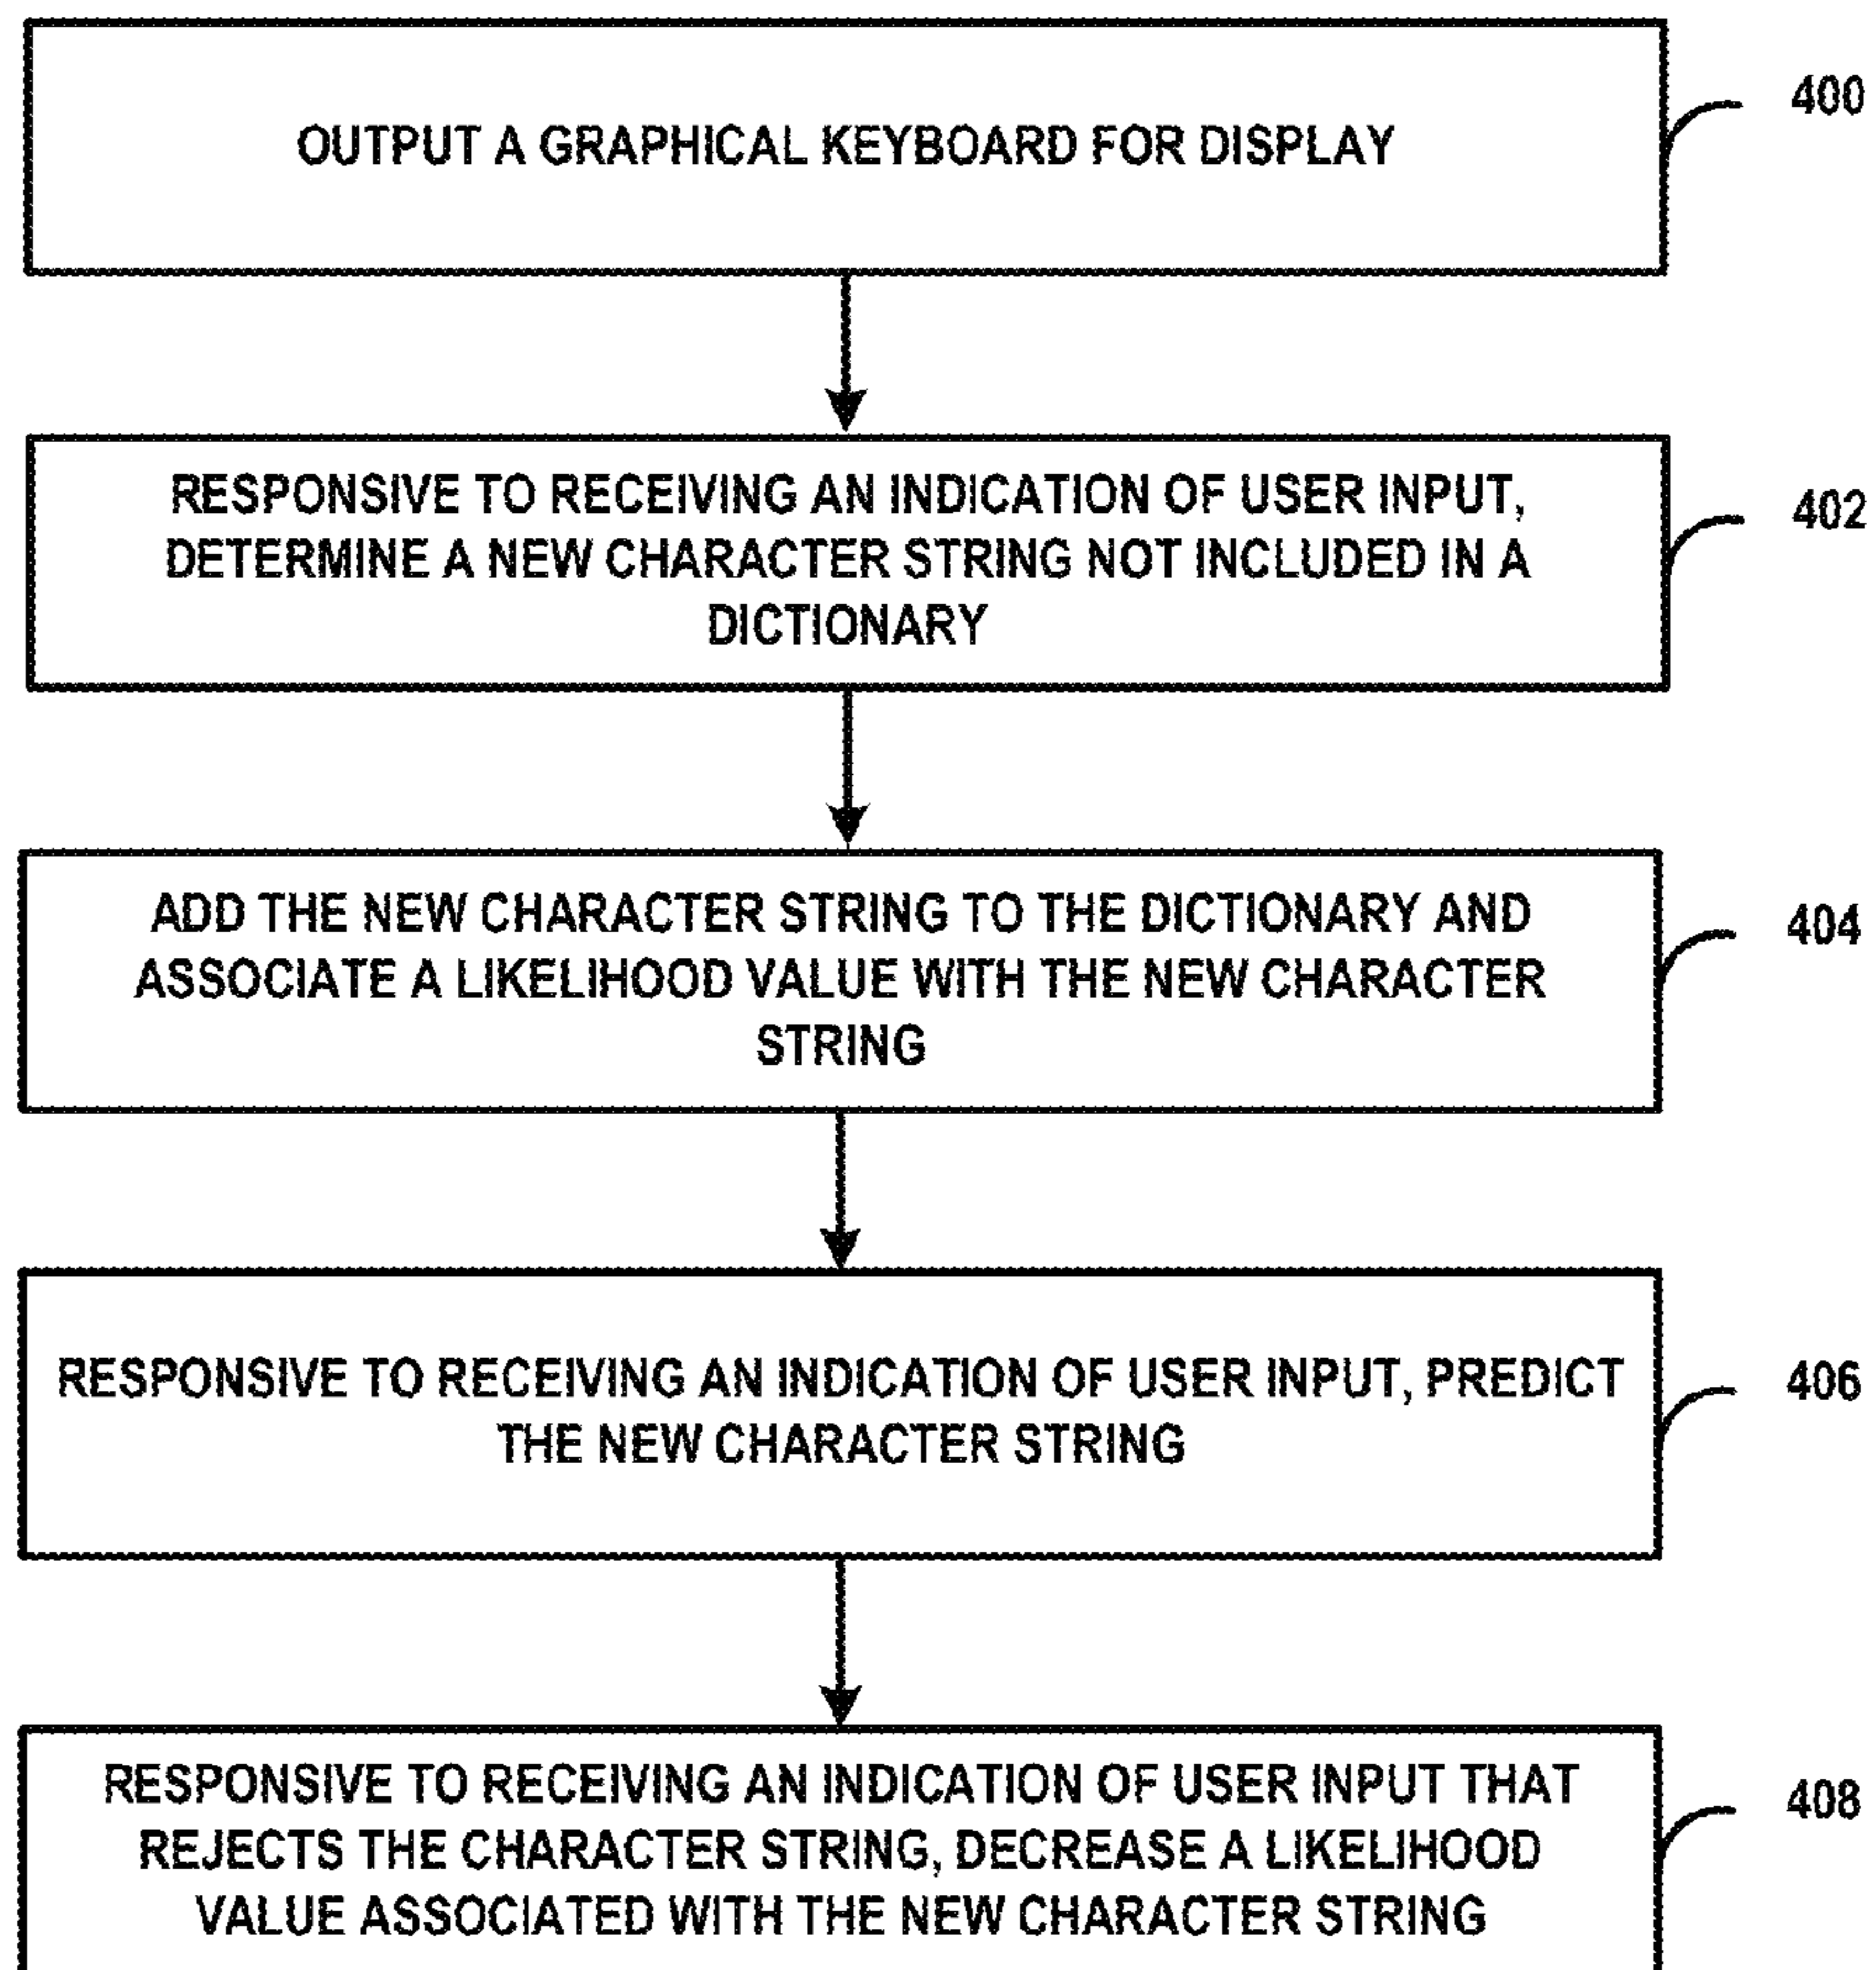 OUTPUT A GRAPHICAL KEYBOARD FOR DISPLAY
400
RESPONSIVE TO RECEIVING AN INDICATION OF USER INPUT,
DETERMINE A NEW CHARACTER STRING NOT INCLUDED IN A
DICTIONARY
402
ADD THE NEW CHARACTER STRING TO THE DICTIONARY AND
ASSOCIATE A LIKELIHOOD VALUE WITH THE NEW CHARACTER
STRING
404
RESPONSIVE TO RECEIVING AN INDICATION OF USER INPUT, PREDICT
THE NEW CHARACTER STRING
406
RESPONSIVE TO RECEIVING AN INDICATION OF USER INPUT THAT
REJECTS THE CHARACTER STRING, DECREASE A LIKELIHOOD
VALUE ASSOCIATED WITH THE NEW CHARACTER STRING
408